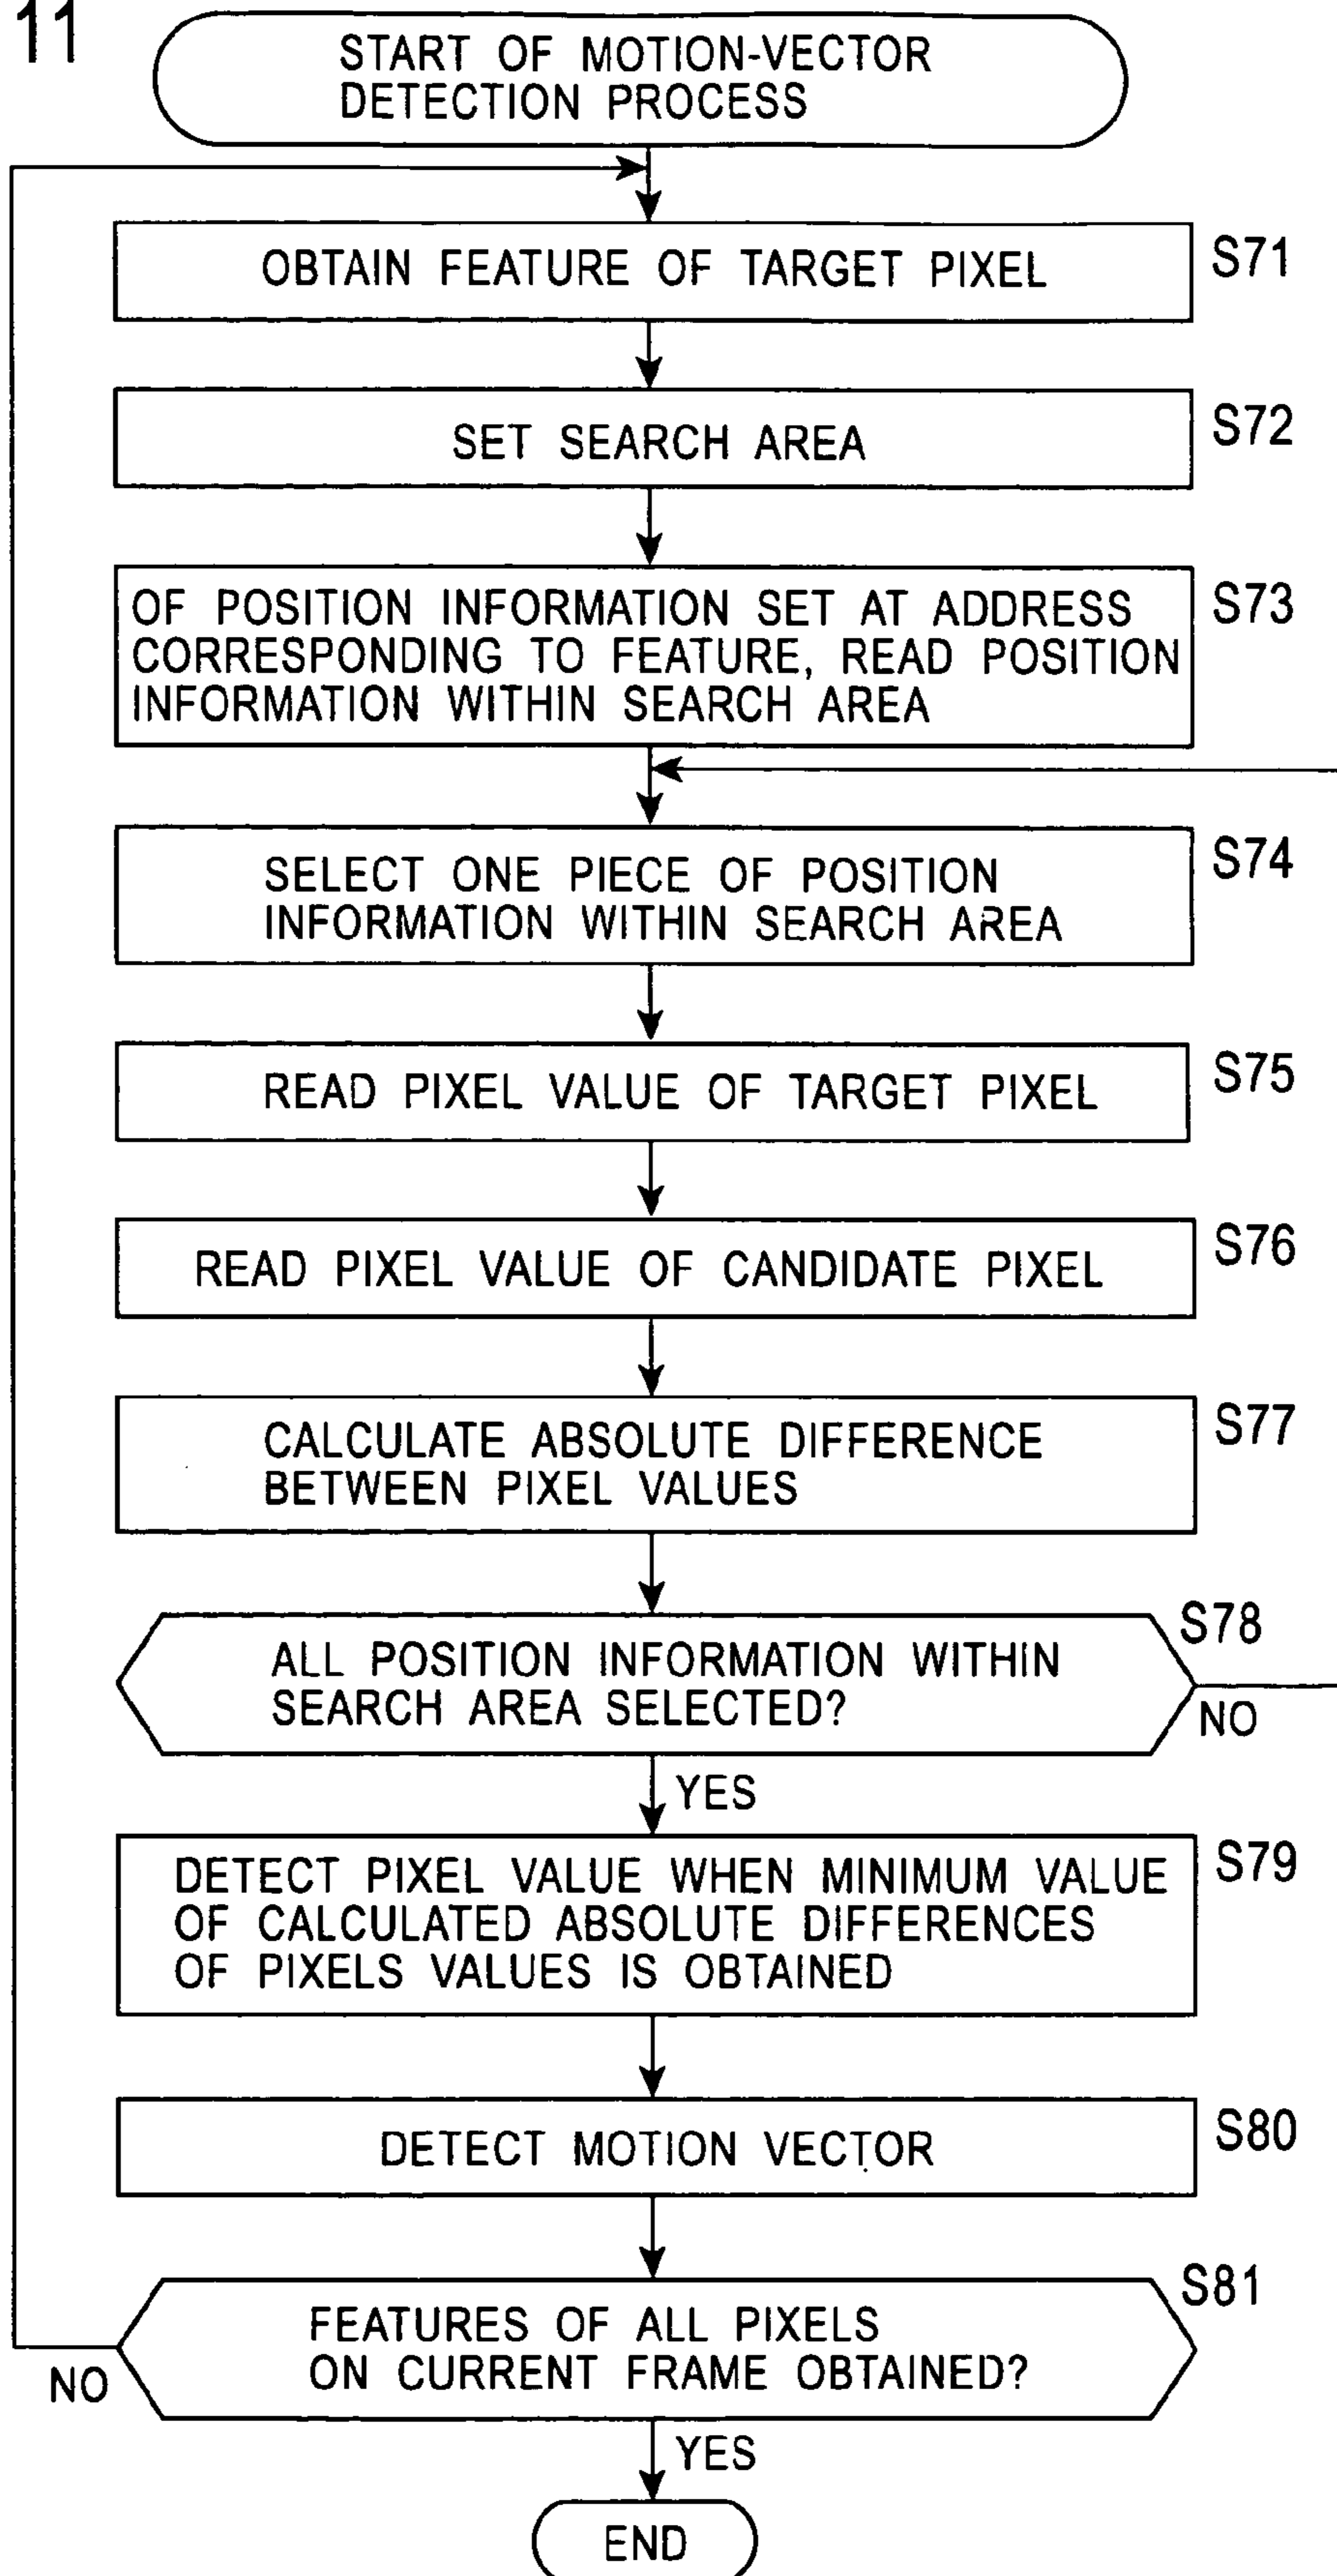 11
START OF MOTION-VECTOR
DETECTION PROCESS
OBTAIN FEATURE OF TARGET PIXEL
S71
SET SEARCH AREA
S72
OF POSITION INFORMATION SET AT ADDRESS
CORRESPONDING TO FEATURE, READ POSITION
INFORMATION WITHIN SEARCH AREA
S73
SELECT ONE PIECE OF POSITION
INFORMATION WITHIN SEARCH AREA
S74
READ PIXEL VALUE OF TARGET PIXEL
S75
READ PIXEL VALUE OF CANDIDATE PIXEL
S76
CALCULATE ABSOLUTE DIFFERENCE
BETWEEN PIXEL VALUES
S77
ALL POSITION INFORMATION WITHIN
SEARCH AREA SELECTED?
S78
NO
YES
DETECT PIXEL VALUE WHEN MINIMUM VALUE
OF CALCULATED ABSOLUTE DIFFERENCES
OF PIXELS VALUES IS OBTAINED
S79
DETECT MOTION VECTOR
S80
FEATURES OF ALL PIXELS
ON CURRENT FRAME OBTAINED?
S81
NO
YES
END